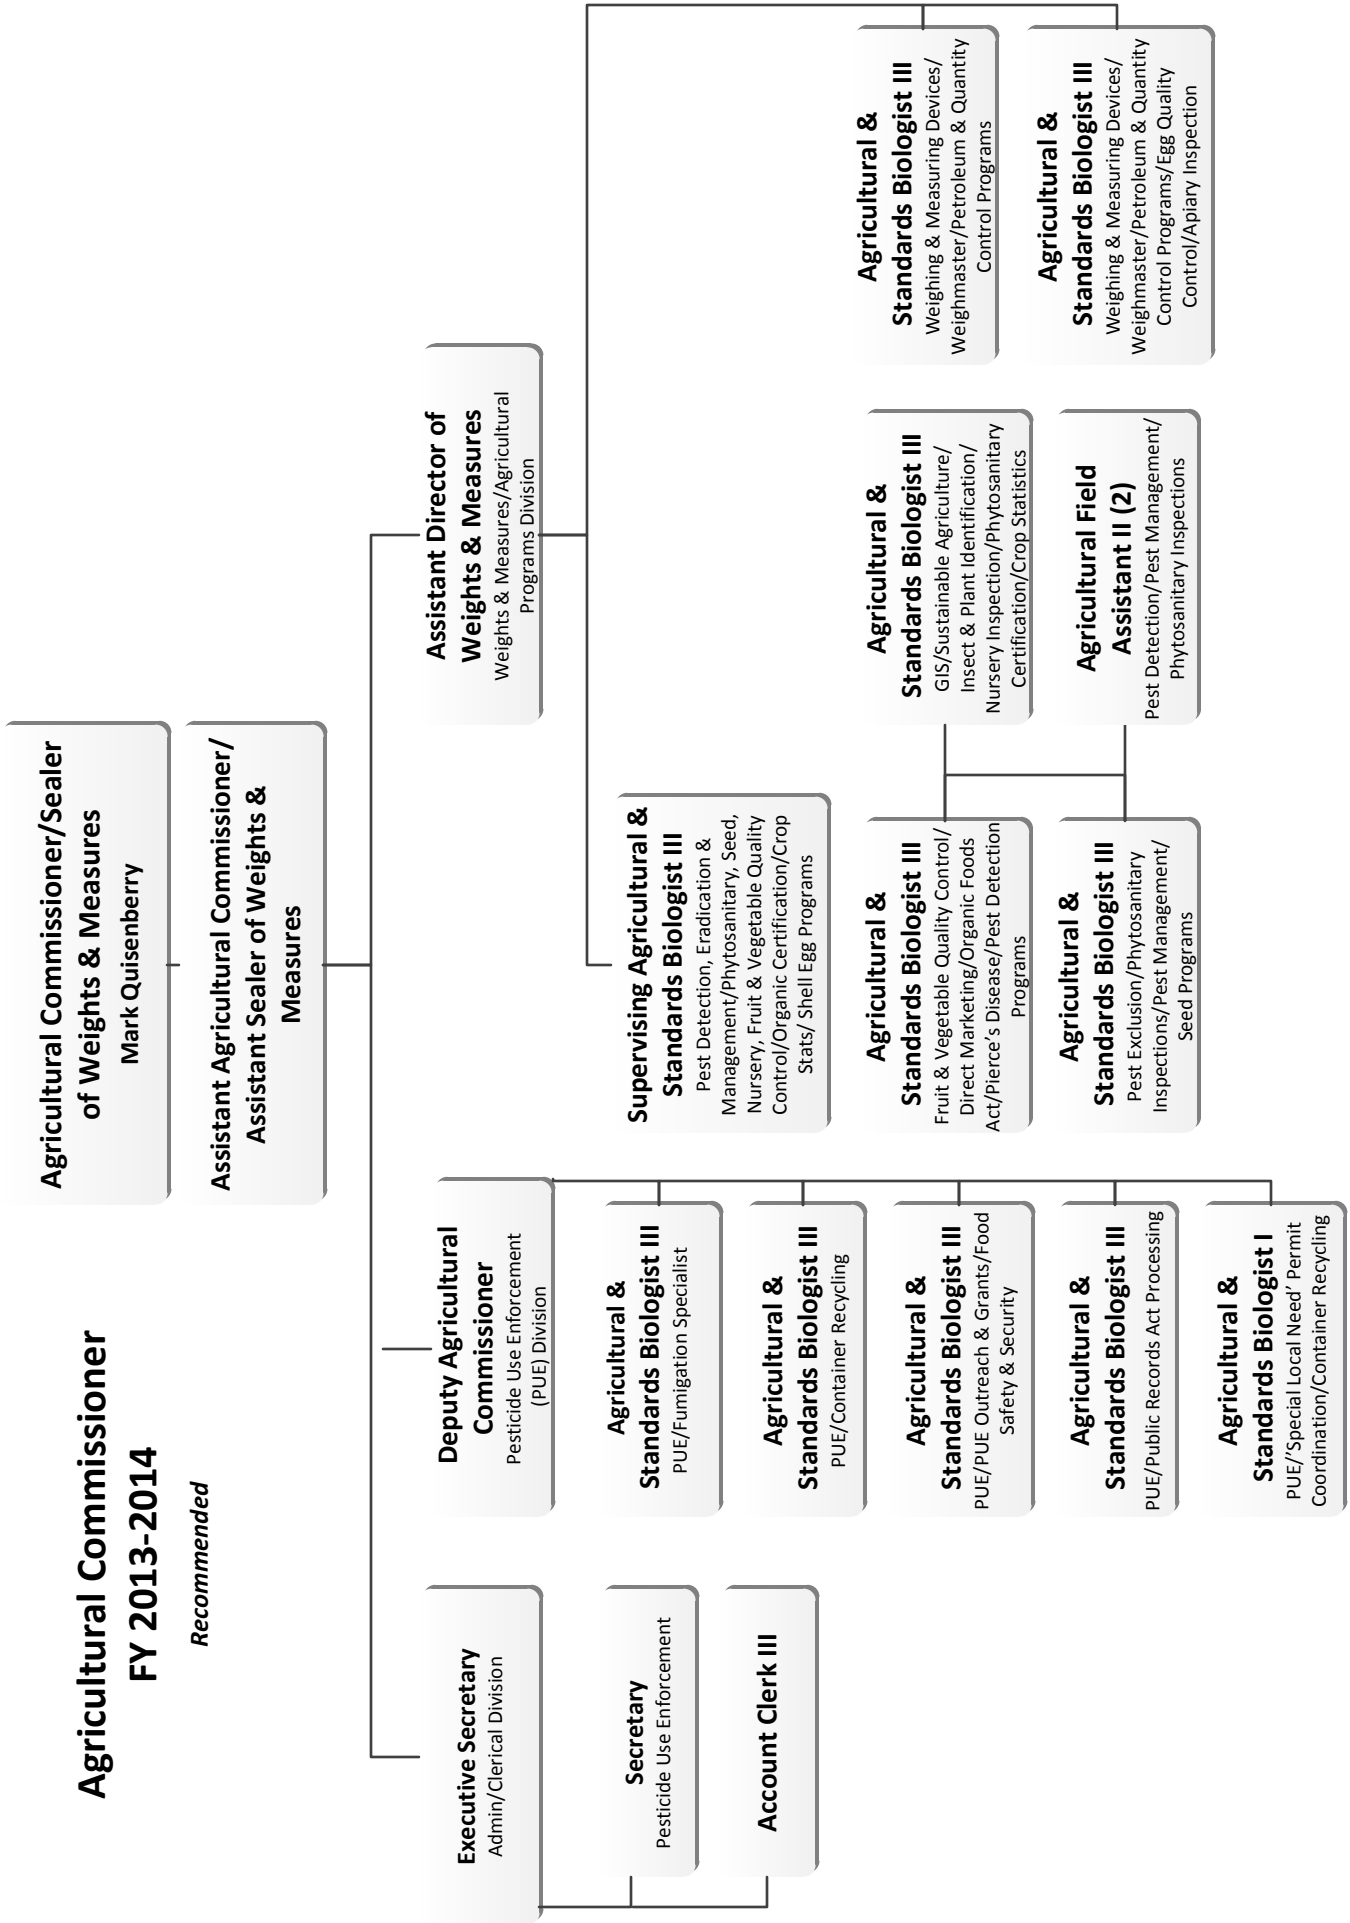 Agricultural Commissioner
FY 2013-2014
Recommended
Agricultural Commissioner/Sealer
of Weights & Measures
Mark Quisenberry
Assistant Agricultural Commissioner/
Assistant Sealer of Weights &
Measures
Executive Secretary
Admin/Clerical Division
Secretary
Pesticide Use Enforcement
Account Clerk III
Deputy Agricultural
Commissioner
Pesticide Use Enforcement
(PUE) Division
Agricultural &
Standards Biologist III
PUE/Fumigation Specialist
Agricultural &
Standards Biologist III
PUE/Container Recycling
Agricultural &
Standards Biologist III
PUE/PUE Outreach & Grants/Food
Safety & Security
Agricultural &
Standards Biologist III
PUE/Public Records Act Processing
Agricultural &
Standards Biologist I
PUE/'Special Local Need’ Permit
Coordination/Container Recycling
Assistant Director of
Weights & Measures
Weights & Measures/Agricultural
Programs Division
Supervising Agricultural &
Standards Biologist III
Pest Detection, Eradication &
Management/Phytosanitary, Seed,
Nursery, Fruit & Vegetable Quality
Control/Organic Certification/Crop
Stats/ Shell Egg Programs
Agricultural &
Standards Biologist III
Fruit & Vegetable Quality Control/
Direct Marketing/Organic Foods
Act/Pierce’s Disease/Pest Detection
Programs
Agricultural &
Standards Biologist III
Pest Exclusion/Phytosanitary
Inspections/Pest Management/
Seed Programs
Agricultural &
Standards Biologist III
GIS/Sustainable Agriculture/
Insect & Plant Identification/
Nursery Inspection/Phytosanitary
Certification/Crop Statistics
Agricultural Field
Assistant II (2)
Pest Detection/Pest Management/
Phytosanitary Inspections
Agricultural &
Standards Biologist III
Weighing & Measuring Devices/
Weighmaster/Petroleum & Quantity
Control Programs
Agricultural &
Standards Biologist III
Weighing & Measuring Devices/
Weighmaster/Petroleum & Quantity
Control Programs/Egg Quality
Control/Apiary Inspection